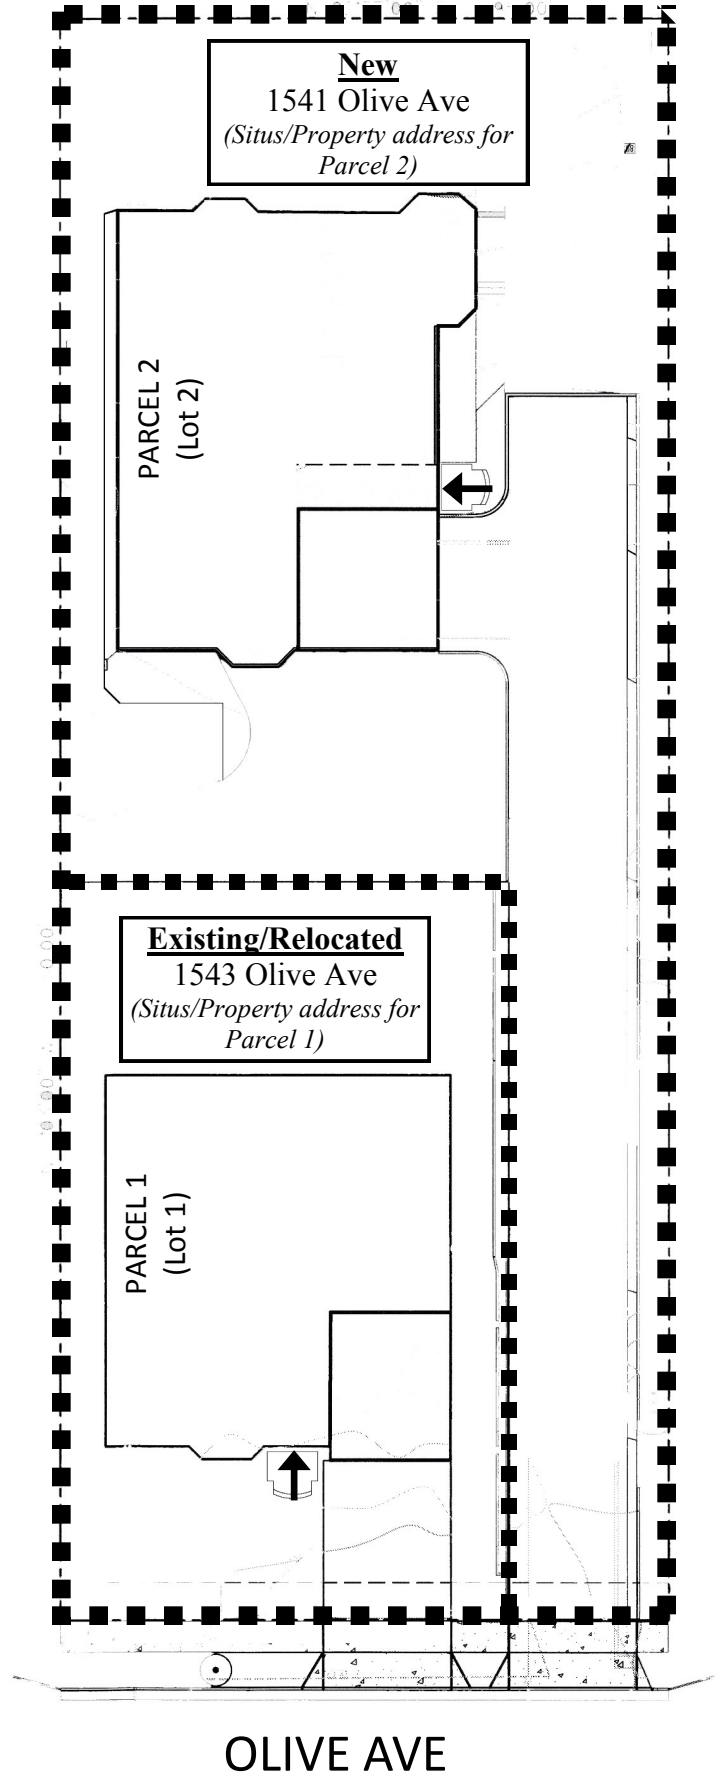 New
1541 Olive Ave
(Situs/Property address for
Parcel 2)
PARCEL 2
(Lot 2)
Existing/Relocated
1543 Olive Ave
(Situs/Property address for
Parcel 1)
PARCEL 1
(Lot 1)
OLIVE AVE